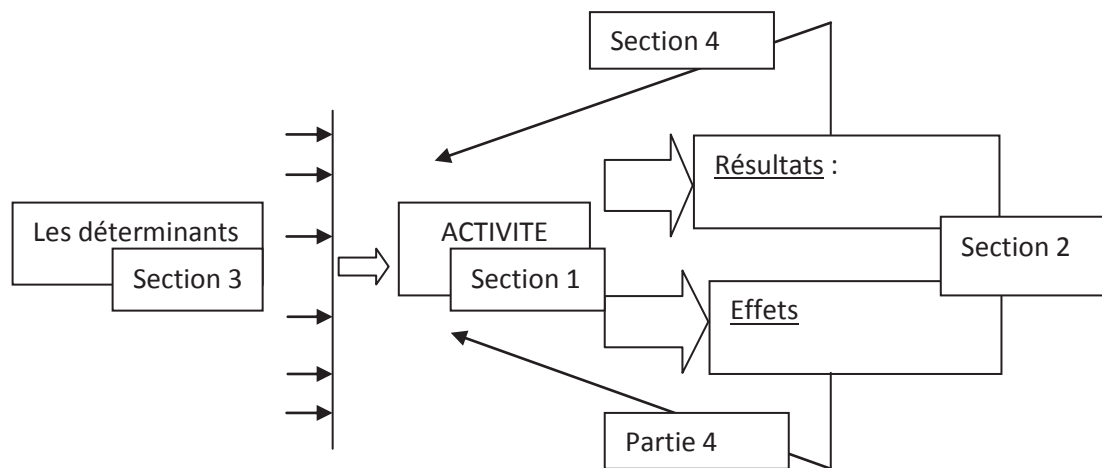 Section 4
Résultats :
Les déterminants
ACTIVITE
Section 2
Section 3
Section 1
Effets
Partie 4